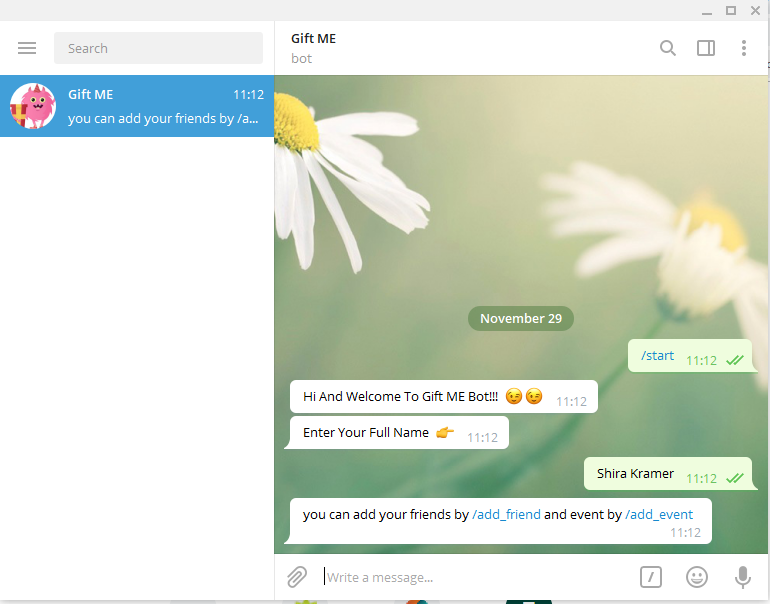 Search
Gift ME
bot
Gift ME 11:12
you can add your friends by /a...
November 29
/start 11:12
Hi And Welcome To Gift ME Bot!!! 😉😉 11:12
Enter Your Full Name 👉 11:12
Shira Kramer 11:12
you can add your friends by /add_friend and event by /add_event
11:12
Write a message...